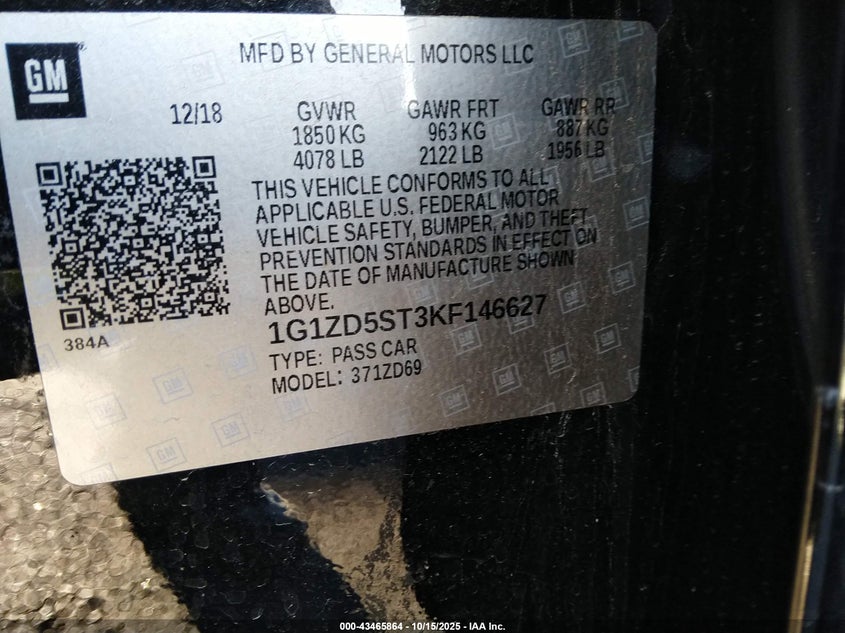 GM
MFD BY GENERAL MOTORS LLC
12/18 GVWR GAWR FRT GAWR RR
1850 KG 963 KG 887 KG
4078 LB 2122 LB 1956 LB
THIS VEHICLE CONFORMS TO ALL
APPLICABLE U.S. FEDERAL MOTOR
VEHICLE SAFETY, BUMPER, AND THEFT
PREVENTION STANDARDS IN EFFECT ON
THE DATE OF MANUFACTURE SHOWN
ABOVE.
384A
1G1ZD5ST3KF146627
TYPE: PASS CAR
MODEL: 371ZD69
000-43465864 - 10/15/2025 - IAA Inc.